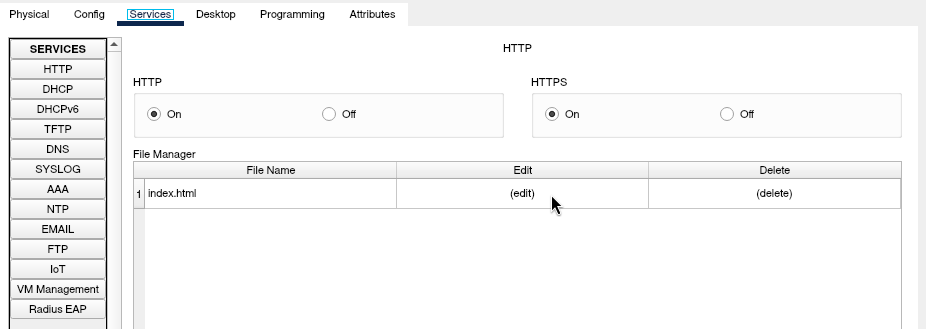 Physical Config Services Desktop Programming Attributes
SERVICES
HTTP
DHCP
DHCPv6
TFTP
DNS
SYSLOG
AAA
NTP
EMAIL
FTP
IoT
VM Management
Radius EAP
HTTP
HTTP HTTPS
On Off On Off
File Manager
File Name Edit Delete
1 index.html (edit) (delete)